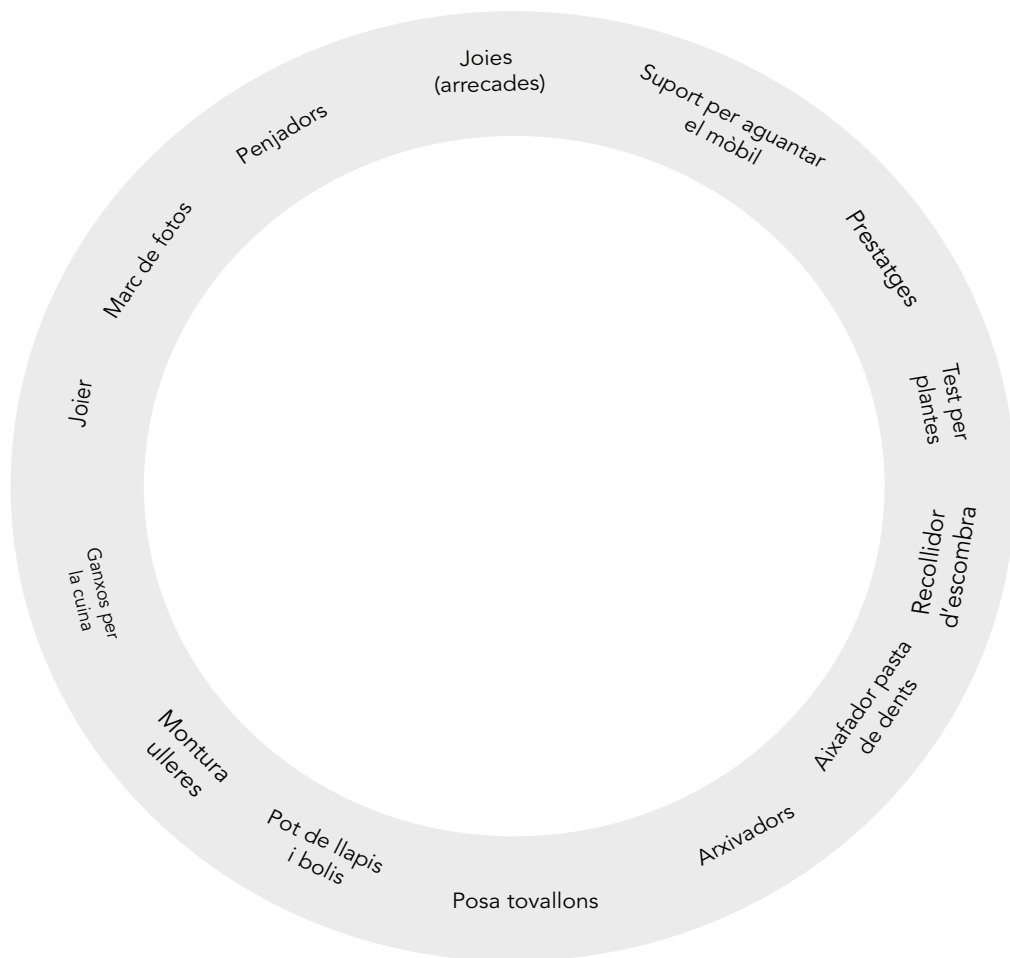 Joies
(arrecades)
Suport per aguantar
el mòbil
Prestatges
Test per
plantes
Recollidor
d'escombra
Aixafador pasta
de dents
Arxivadors
Posa tovallons
Pot de llapis
i bolis
Montura
ulleres
Ganxos per
la cuina
Joier
Marc de fotos
Penjadors